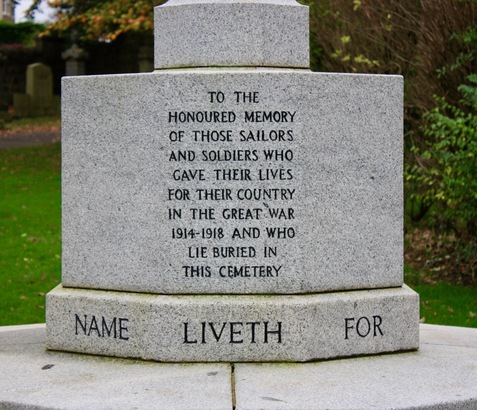 TO THE
HONOURED MEMORY
OF THOSE SAILORS
AND SOLDIERS WHO
GAVE THEIR LIVES
FOR THEIR COUNTRY
IN THE GREAT WAR
1914-1918 AND WHO
LIE BURIED IN
THIS CEMETERY
NAME LIVETH FOR